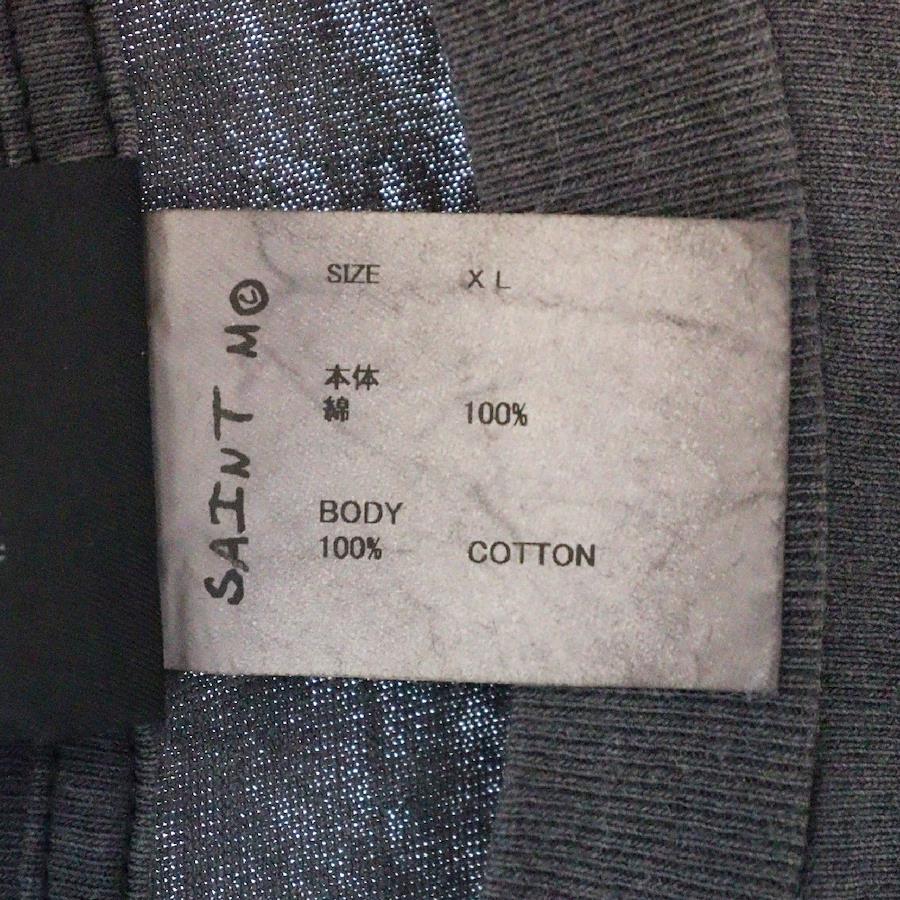 SAINT M©
SIZE XL
本体
綿 100%
BODY
100% COTTON